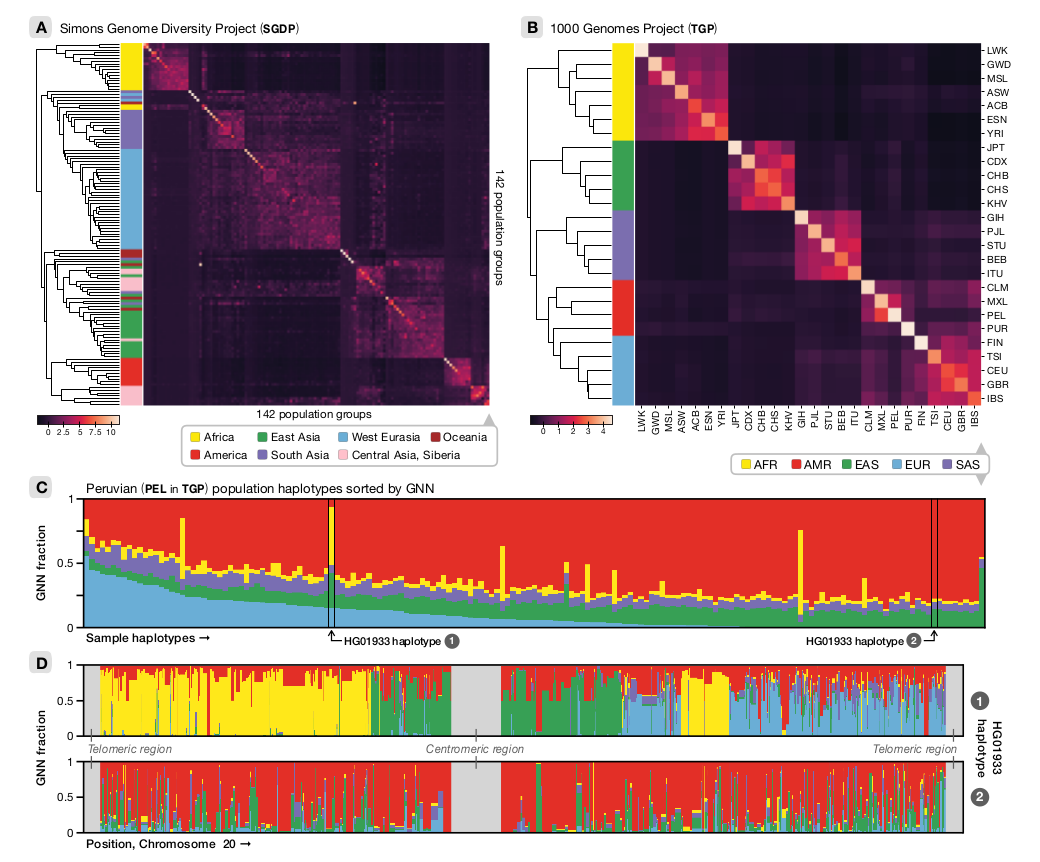 A Simons Genome Diversity Project (SGDP)
142 population groups
142 population groups
0 2.5 5 7.5 10
Africa East Asia West Eurasia Oceania
America South Asia Central Asia, Siberia
B 1000 Genomes Project (TGP)
LWK
GWD
MSL
ASW
ACB
ESN
YRI
JPT
CDX
CHB
CHS
KHV
GIH
PJL
STU
BEB
ITU
CLM
MXL
PEL
PUR
FIN
TSI
CEU
GBR
IBS
LWK GWD MSL ASW ACB ESN YRI JPT CDX CHB CHS KHV GIH PJL STU BEB ITU CLM MXL PEL PUR FIN TSI CEU GBR IBS
0 1 2 3 4
AFR AMR EAS EUR SAS
C Peruvian (PEL in TGP) population haplotypes sorted by GNN
GNN fraction
1
0.5
0
Sample haplotypes →
HG01933 haplotype 1
HG01933 haplotype 2
D
GNN fraction
1
0.5
0
Telomeric region Centromeric region Telomeric region
1
0.5
0
1
HG01933
haplotype
2
Position, Chromosome 20 →